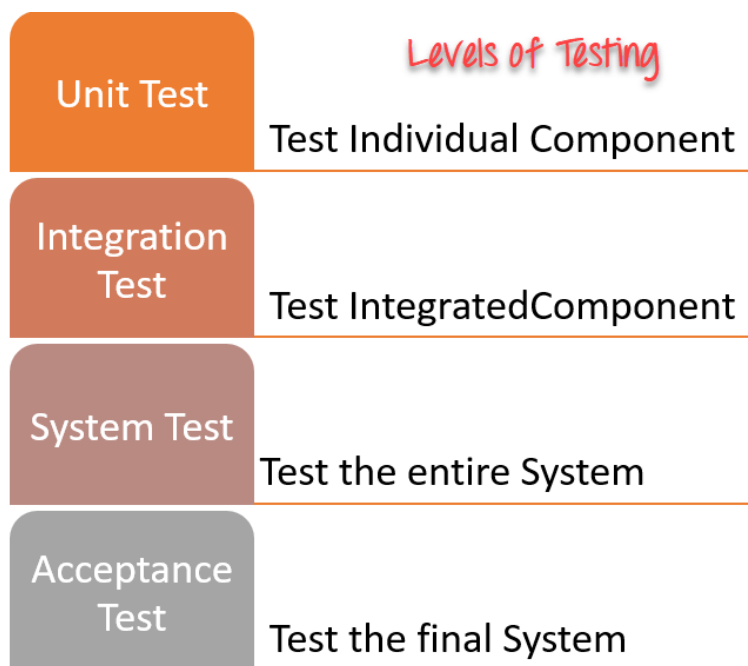 Levels of Testing
Unit Test
Test Individual Component
Integration
Test
Test IntegratedComponent
System Test
Test the entire System
Acceptance
Test
Test the final System